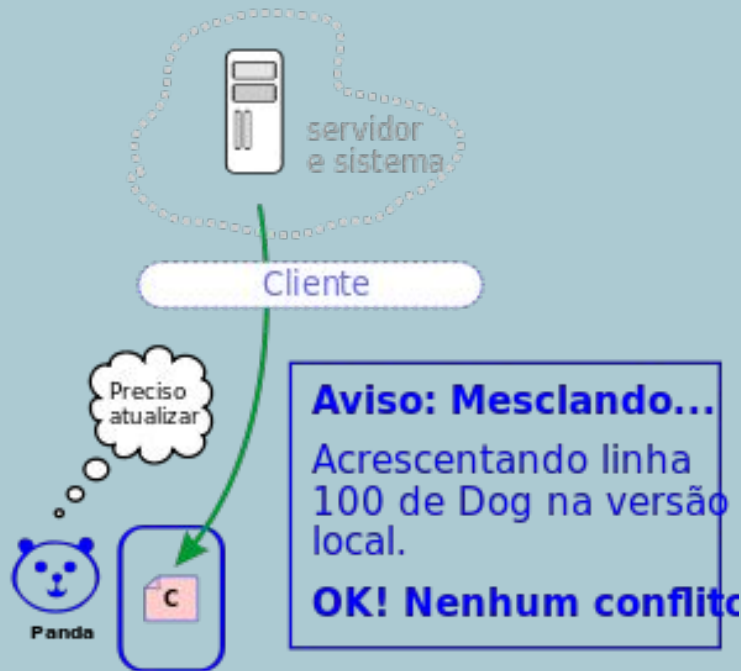 servidor
e sistema
Cliente
Preciso
atualizar
Aviso: Mesclando...
Acrescentando linha
100 de Dog na versão
local.
OK! Nenhum conflito
C
Panda